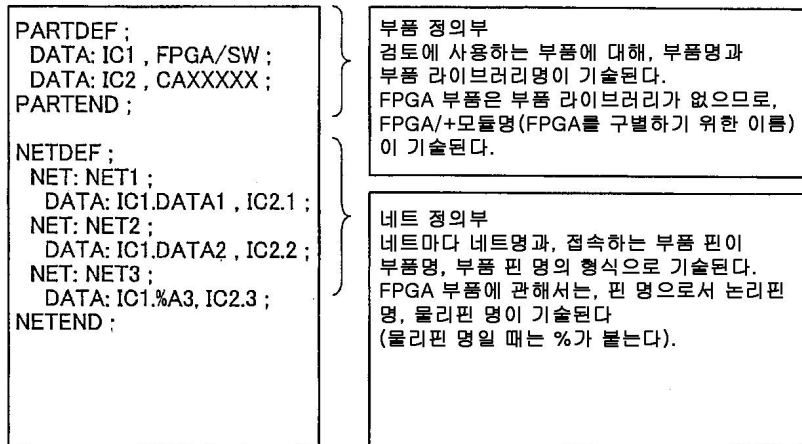 PARTDEF ;
DATA: IC1 , FPGA/SW ;
DATA: IC2 , CAXXXXX ;
PARTEND ;
NETDEF ;
NET: NET1 ;
DATA: IC1.DATA1 , IC2.1 ;
NET: NET2 ;
DATA: IC1.DATA2 , IC2.2 ;
NET: NET3 ;
DATA: IC1.%A3, IC2.3 ;
NETEND ;
부품 정의부
검토에 사용하는 부품에 대해, 부품명과
부품 라이브러리명이 기술된다.
FPGA 부품은 부품 라이브러리가 없으므로,
FPGA/+모듈명(FPGA를 구별하기 위한 이름)
이 기술된다.
네트 정의부
네트마다 네트명과, 접속하는 부품 핀이
부품명, 부품 핀 명의 형식으로 기술된다.
FPGA 부품에 관해서는, 핀 명으로서 논리핀
명, 물리핀 명이 기술된다
(물리핀 명일 때는 %가 붙는다).